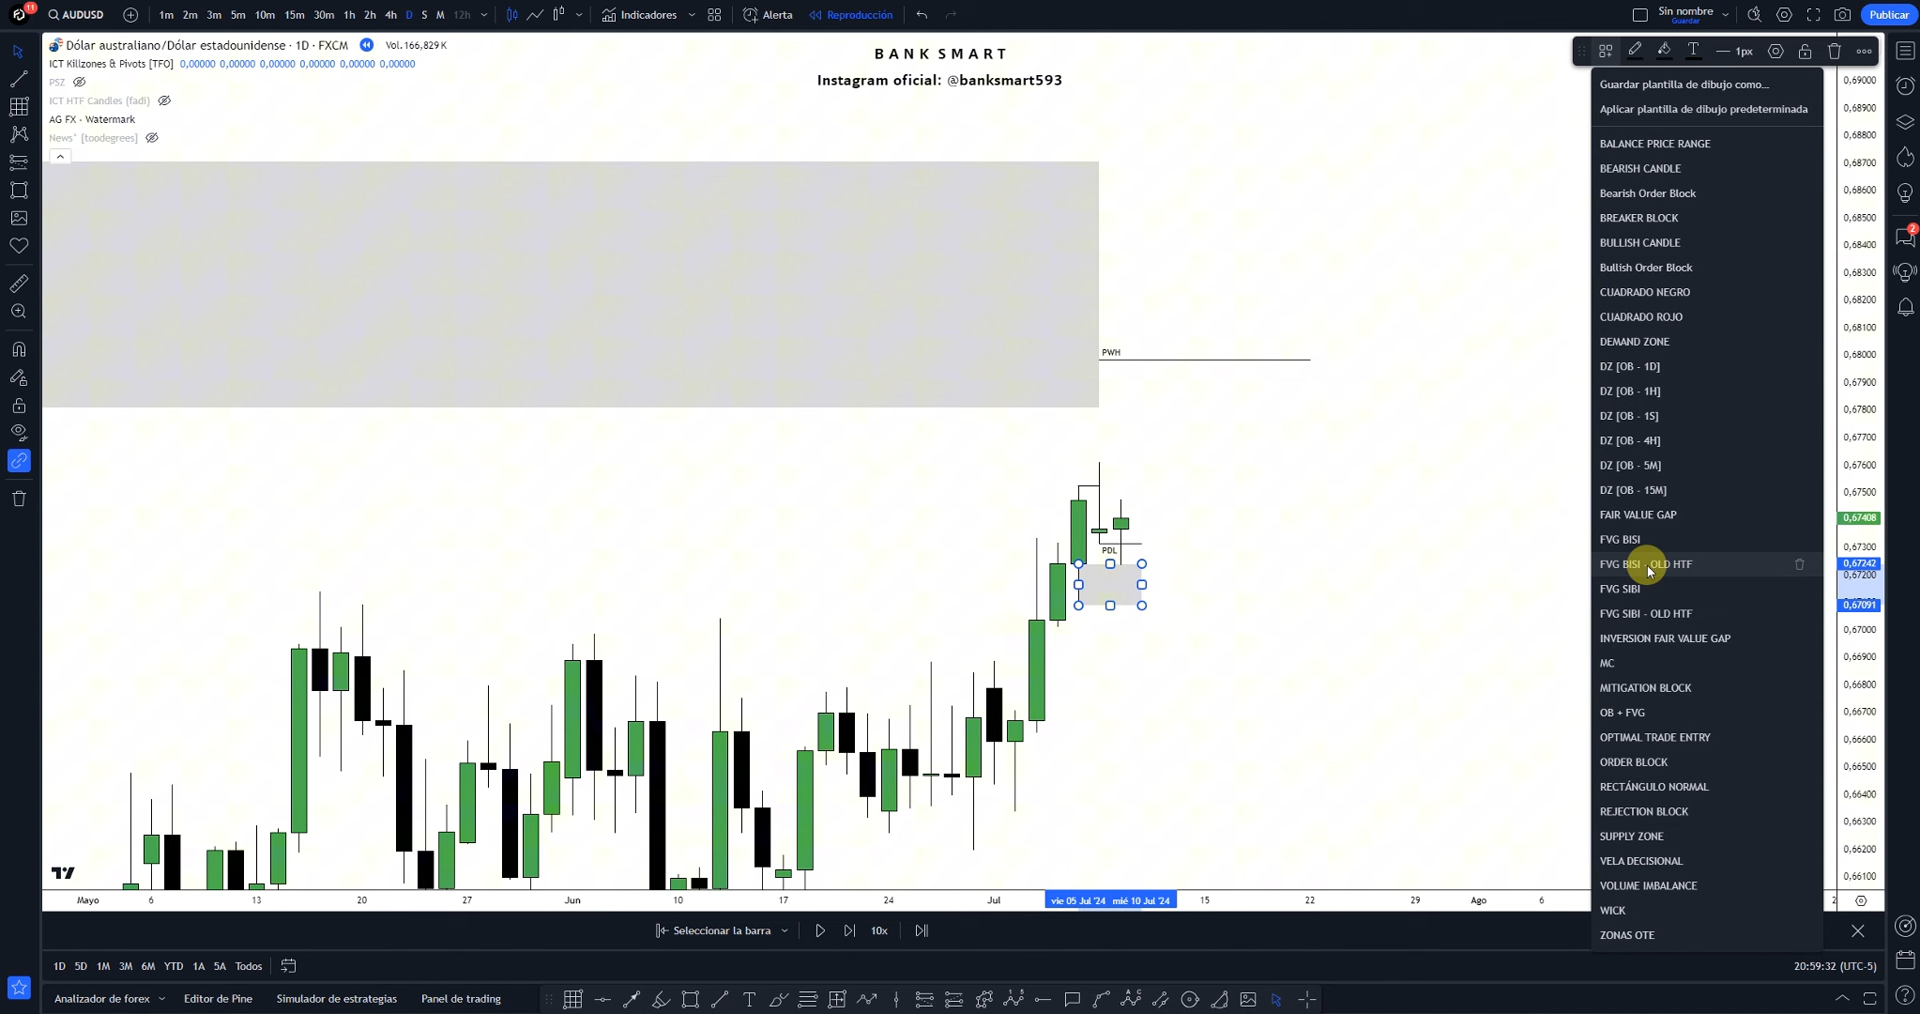 11
AUDUSD
1m 2m 3m 5m 10m 15m 30m 1h 2h 4h D S M 12h
Indicadores
Alerta
Reproducción
Sin nombre
Guardar
Publicar
Dólar australiano/Dólar estadounidense · 1D · FXCM
Vol. 166,829 K
ICT Killzones & Pivots [TFO] 0,00000 0,00000 0,00000 0,00000 0,00000 0,00000
PSZ
ICT HTF Candles (fadi)
AG FX - Watermark
News' [toodegrees]
BANK SMART
Instagram oficial: @banksmart593
1px
Guardar plantilla de dibujo como...
Aplicar plantilla de dibujo predeterminada
BALANCE PRICE RANGE
BEARISH CANDLE
Bearish Order Block
BREAKER BLOCK
BULLISH CANDLE
Bullish Order Block
CUADRADO NEGRO
CUADRADO ROJO
DEMAND ZONE
DZ [OB - 1D]
DZ [OB - 1H]
DZ [OB - 1S]
DZ [OB - 4H]
DZ [OB - 5M]
DZ [OB - 15M]
FAIR VALUE GAP
FVG BISI
FVG BISI - OLD HTF
FVG SIBI
FVG SIBI - OLD HTF
INVERSION FAIR VALUE GAP
MC
MITIGATION BLOCK
OB + FVG
OPTIMAL TRADE ENTRY
ORDER BLOCK
RECTÁNGULO NORMAL
REJECTION BLOCK
SUPPLY ZONE
VELA DECISIONAL
VOLUME IMBALANCE
WICK
ZONAS OTE
PWH
PDL
0,69000
0,68900
0,68800
0,68700
0,68600
0,68500
0,68400
0,68300
0,68200
0,68100
0,68000
0,67900
0,67800
0,67700
0,67600
0,67500
0,67408
0,67300
0,67242
0,67200
0,67091
0,67000
0,66900
0,66800
0,66700
0,66600
0,66500
0,66400
0,66300
0,66200
0,66100
2
Mayo 6 13 20 27 Jun 10 17 24 Jul vie 05 Jul '24 mié 10 Jul '24 15 22 29 Ago 6 2
Seleccionar la barra
10x
1D 5D 1M 3M 6M YTD 1A 5A Todos
20:59:32 (UTC-5)
Analizador de forex
Editor de Pine
Simulador de estrategias
Panel de trading